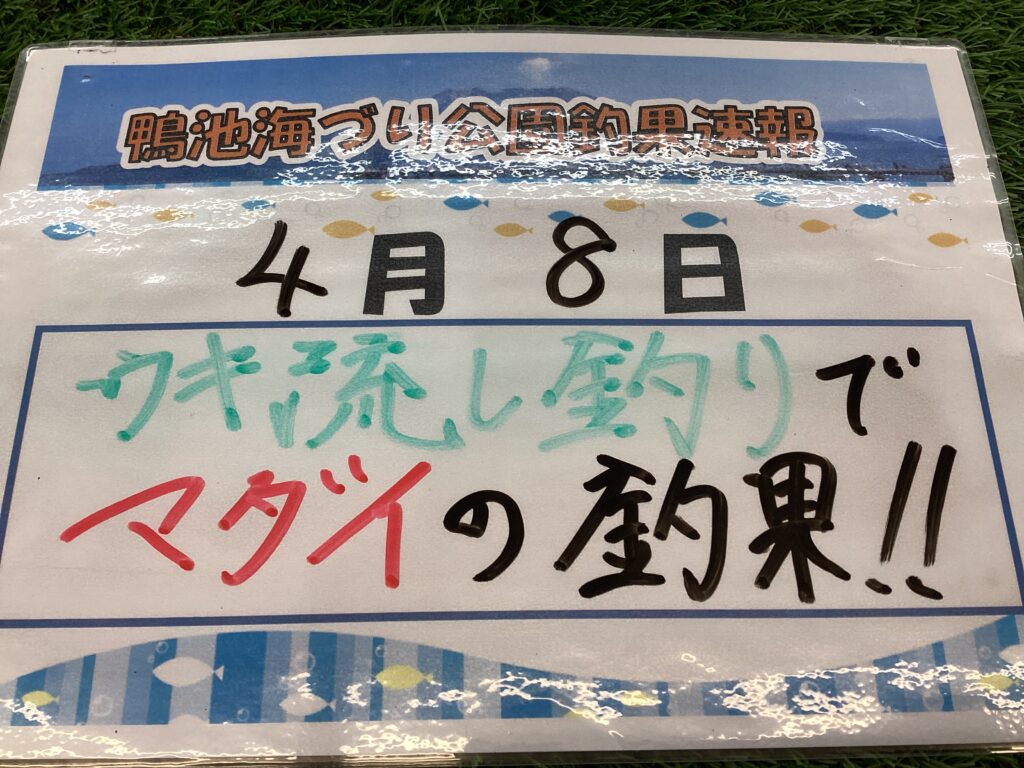 鴨池海づり公園釣果速報
4月8日
ウキ流し釣りで
マダイの釣果!!